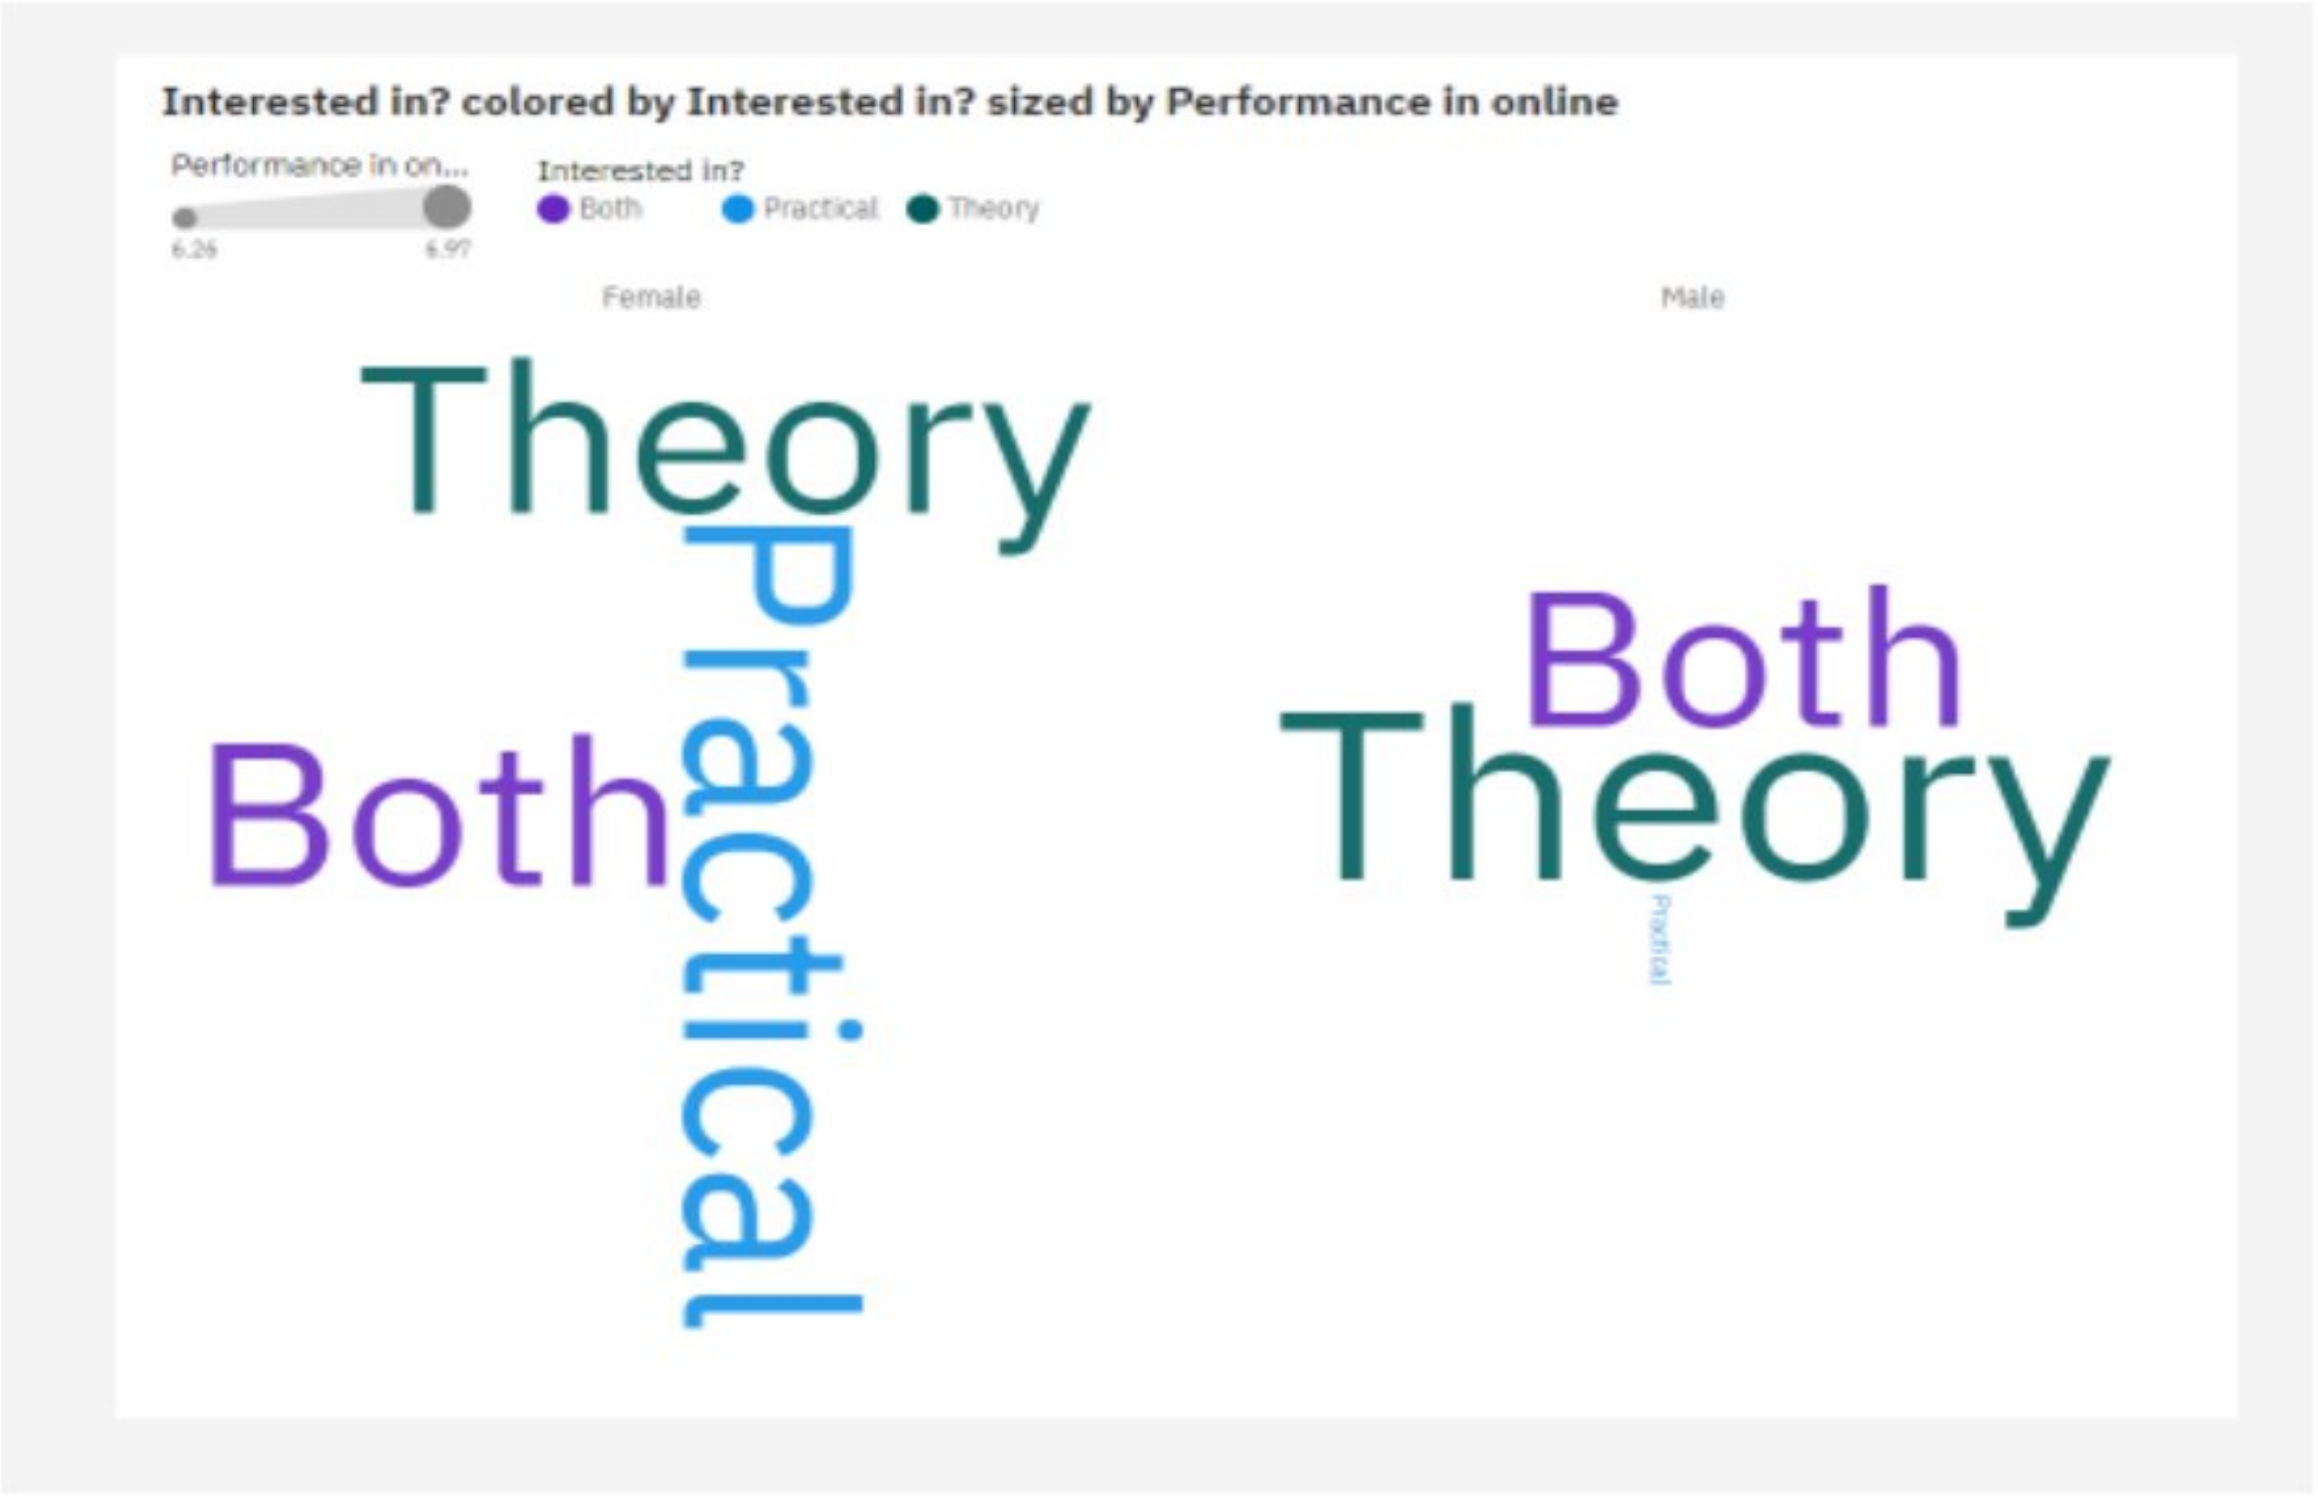 Interested in? colored by Interested in? sized by Performance in online
Performance in on...
6.26 6.97
Interested in?
Both Practical Theory
Female
Theory
Practical
Both
Male
Both
Theory
Practical